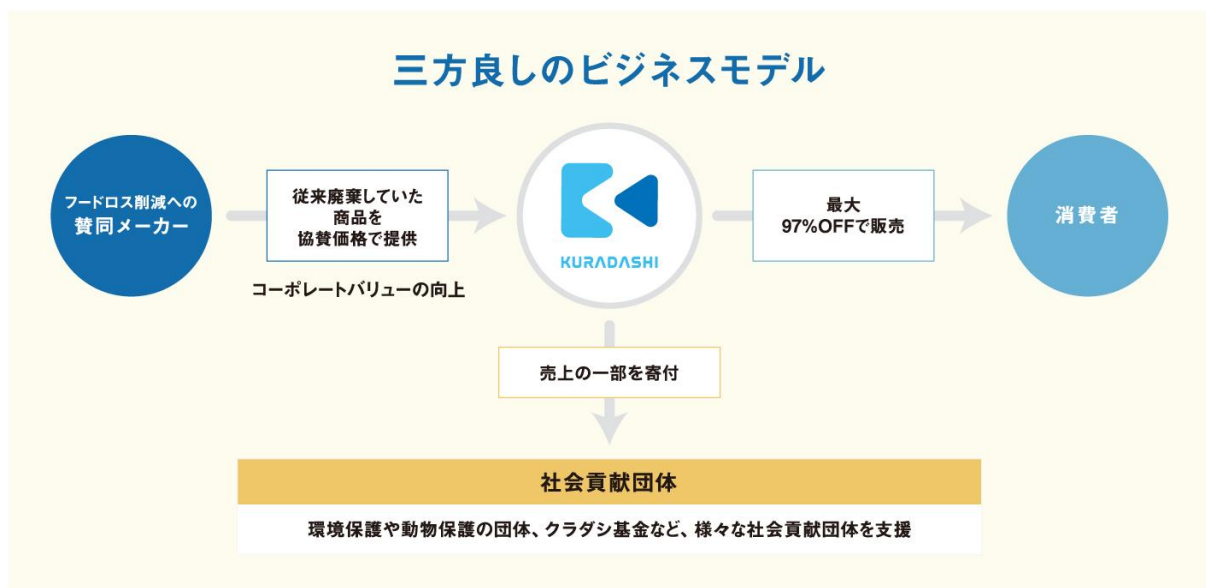 三方良しのビジネスモデル
フードロス削減への
賛同メーカー
従来廃棄していた
商品を
協賛価格で提供
コーポレートバリューの向上
KURADASHI
最大
97%OFFで販売
消費者
売上の一部を寄付
社会貢献団体
環境保護や動物保護の団体、クラダシ基金など、様々な社会貢献団体を支援